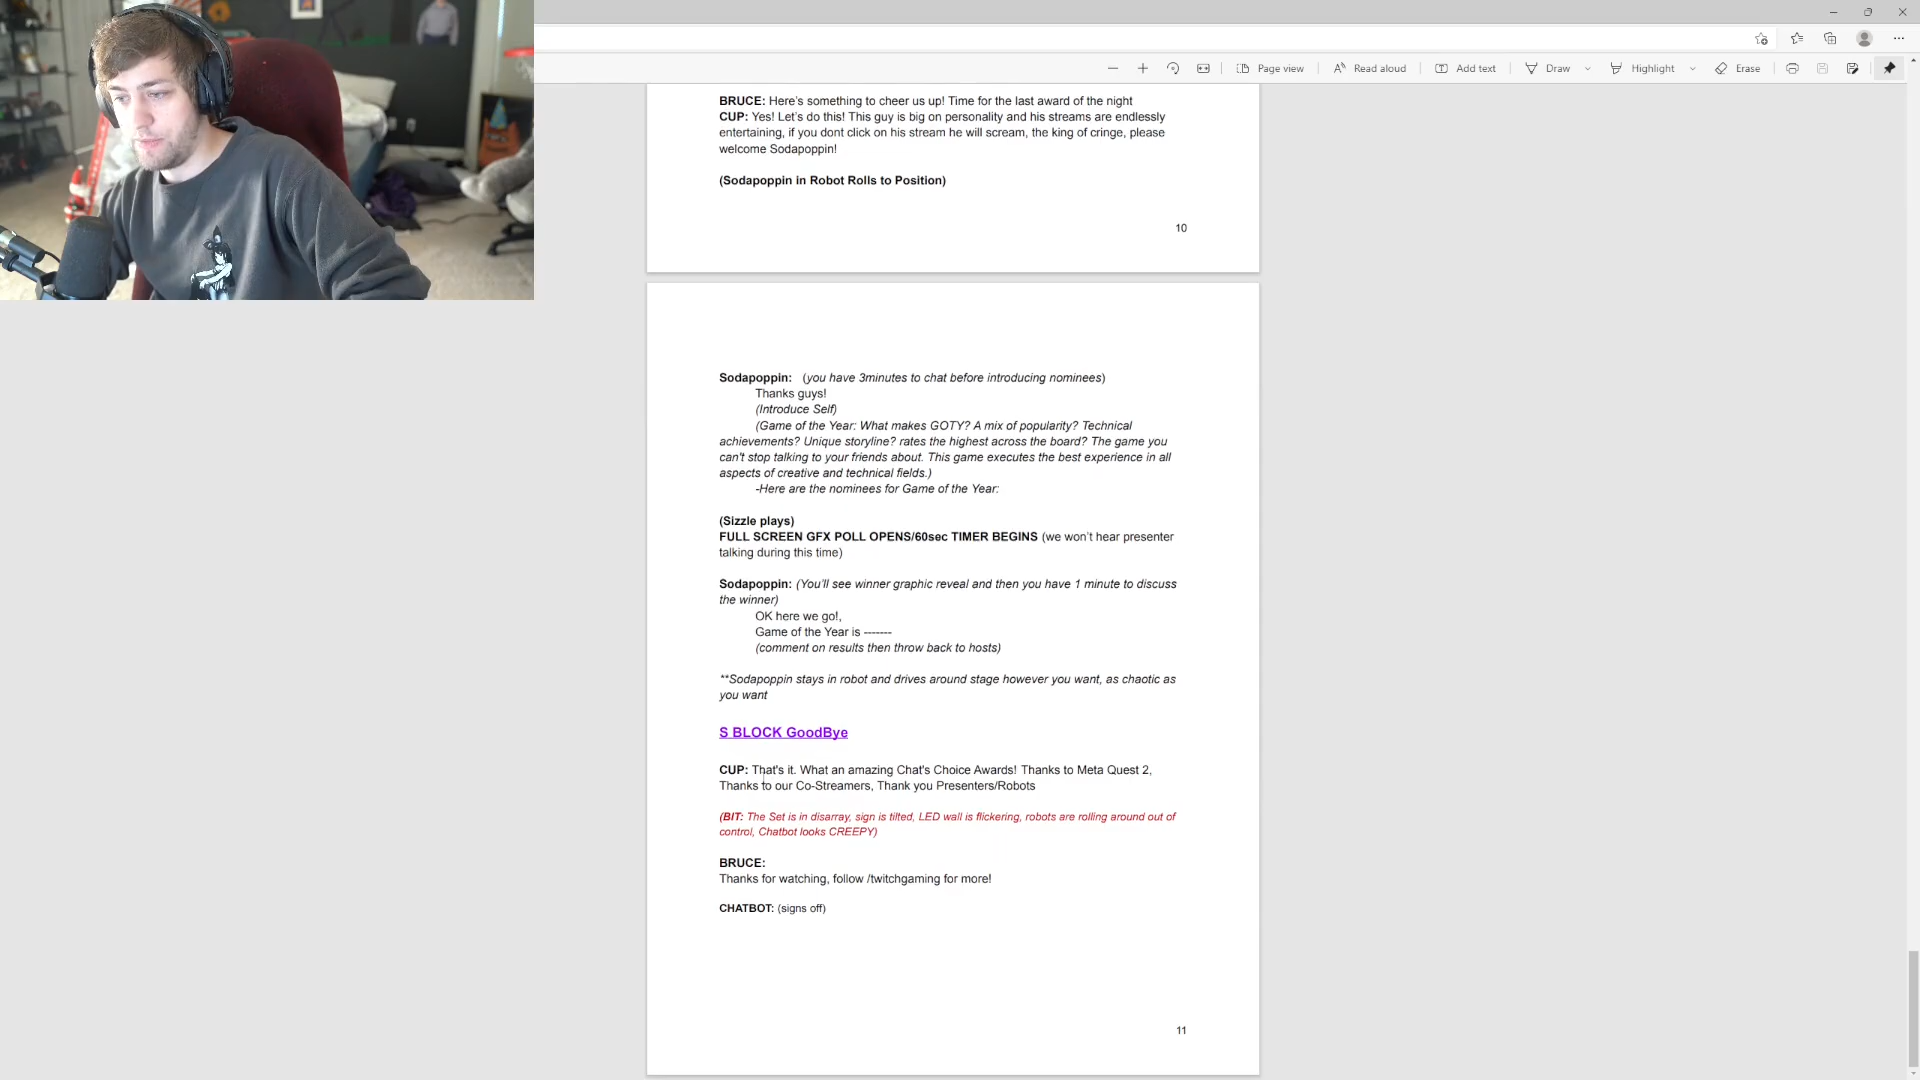 Page view
Read aloud
Add text
Draw
Highlight
Erase
BRUCE: Here's something to cheer us up! Time for the last award of the night
CUP: Yes! Let's do this! This guy is big on personality and his streams are endlessly
entertaining, if you dont click on his stream he will scream, the king of cringe, please
welcome Sodapoppin!
(Sodapoppin in Robot Rolls to Position)
10
Sodapoppin: (you have 3minutes to chat before introducing nominees)
Thanks guys!
(Introduce Self)
(Game of the Year: What makes GOTY? A mix of popularity? Technical
achievements? Unique storyline? rates the highest across the board? The game you
can't stop talking to your friends about. This game executes the best experience in all
aspects of creative and technical fields.)
-Here are the nominees for Game of the Year:
(Sizzle plays)
FULL SCREEN GFX POLL OPENS/60sec TIMER BEGINS (we won't hear presenter
talking during this time)
Sodapoppin: (You'll see winner graphic reveal and then you have 1 minute to discuss
the winner)
OK here we go!,
Game of the Year is -------
(comment on results then throw back to hosts)
**Sodapoppin stays in robot and drives around stage however you want, as chaotic as
you want
S BLOCK GoodBye
CUP: That's it. What an amazing Chat's Choice Awards! Thanks to Meta Quest 2,
Thanks to our Co-Streamers, Thank you Presenters/Robots
(BIT: The Set is in disarray, sign is tilted, LED wall is flickering, robots are rolling around out of
control, Chatbot looks CREEPY)
BRUCE:
Thanks for watching, follow /twitchgaming for more!
CHATBOT: (signs off)
11